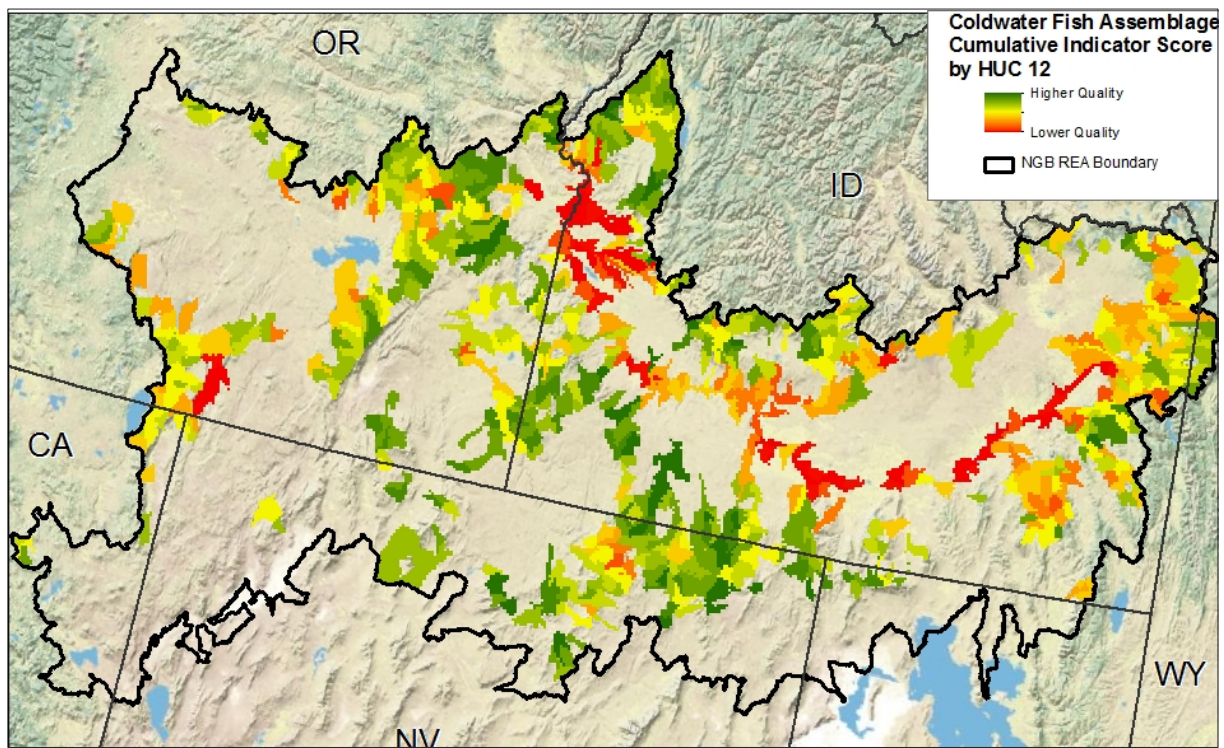 Coldwater Fish Assemblage
Cumulative Indicator Score
by HUC 12
Higher Quality
Lower Quality
NGB REA Boundary
OR
ID
CA
WY
NV